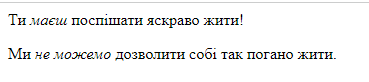 Ти маєш поспішати яскраво жити!
Ми не можемо дозволити собі так погано жити.